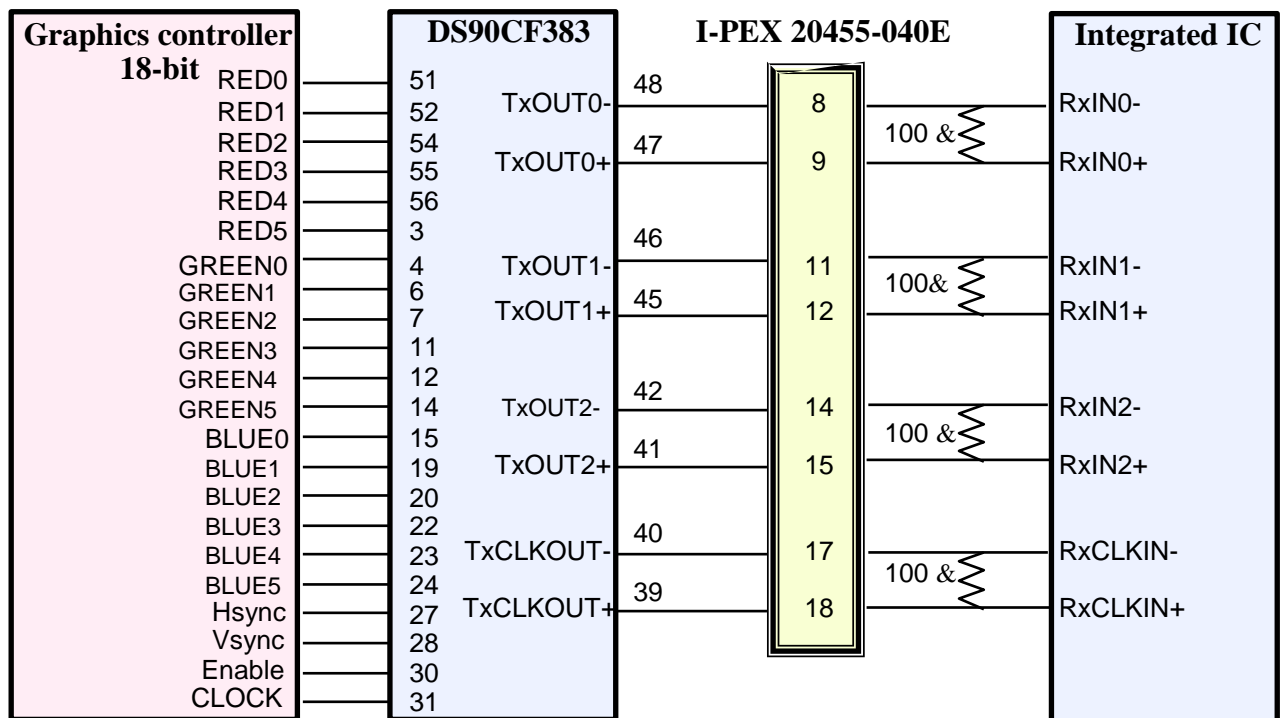 Graphics controller
18-bit
DS90CF383
I-PEX 20455-040E
Integrated IC
RED0
RED1
RED2
RED3
RED4
RED5
GREEN0
GREEN1
GREEN2
GREEN3
GREEN4
GREEN5
BLUE0
BLUE1
BLUE2
BLUE3
BLUE4
BLUE5
Hsync
Vsync
Enable
CLOCK
51
52
54
55
56
3
4
6
7
11
12
14
15
19
20
22
23
24
27
28
30
31
TxOUT0-
TxOUT0+
TxOUT1-
TxOUT1+
TxOUT2-
TxOUT2+
TxCLKOUT-
TxCLKOUT+
48
47
46
45
42
41
40
39
8
9
11
12
14
15
17
18
100 &
100&
100 &
100 &
RxIN0-
RxIN0+
RxIN1-
RxIN1+
RxIN2-
RxIN2+
RxCLKIN-
RxCLKIN+